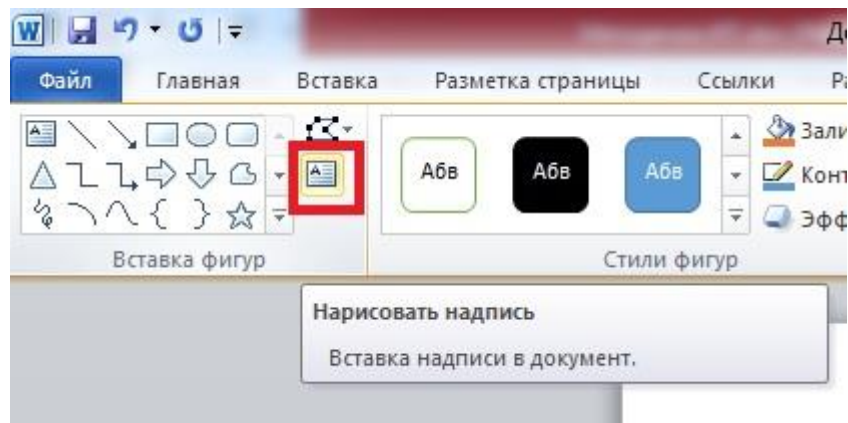 Файл Главная Вставка Разметка страницы Ссылки
Абв Абв Абв
Вставка фигур Стили фигур
Нарисовать надпись
Вставка надписи в документ.